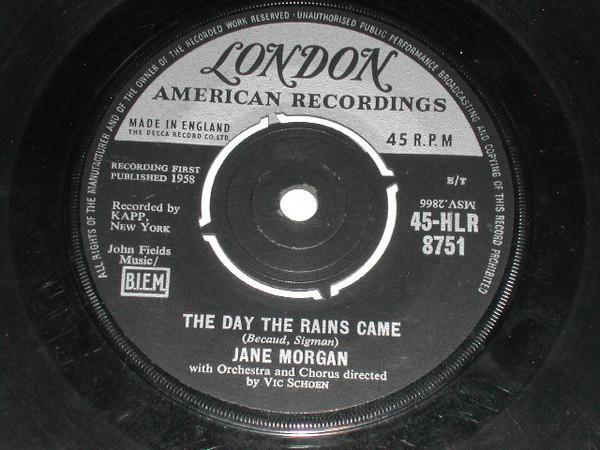 ALL RIGHTS OF THE MANUFACTURER AND OF THE OWNER OF THE RECORDED WORK RESERVED · UNAUTHORISED PUBLIC PERFORMANCE BROADCASTING AND COPYING OF THIS RECORD PROHIBITED
LONDON
AMERICAN RECORDINGS
MADE IN ENGLAND
THE DECCA RECORD CO. LTD.
45 R.P.M
RECORDING FIRST
PUBLISHED 1958
E/T
Recorded by
KAPP,
NEW YORK
MSV.2866
45-HLR
8751
John Fields
Music/
B.I.E.M.
THE DAY THE RAINS CAME
(Becaud, Sigman)
JANE MORGAN
with Orchestra and Chorus directed
by VIC SCHOEN